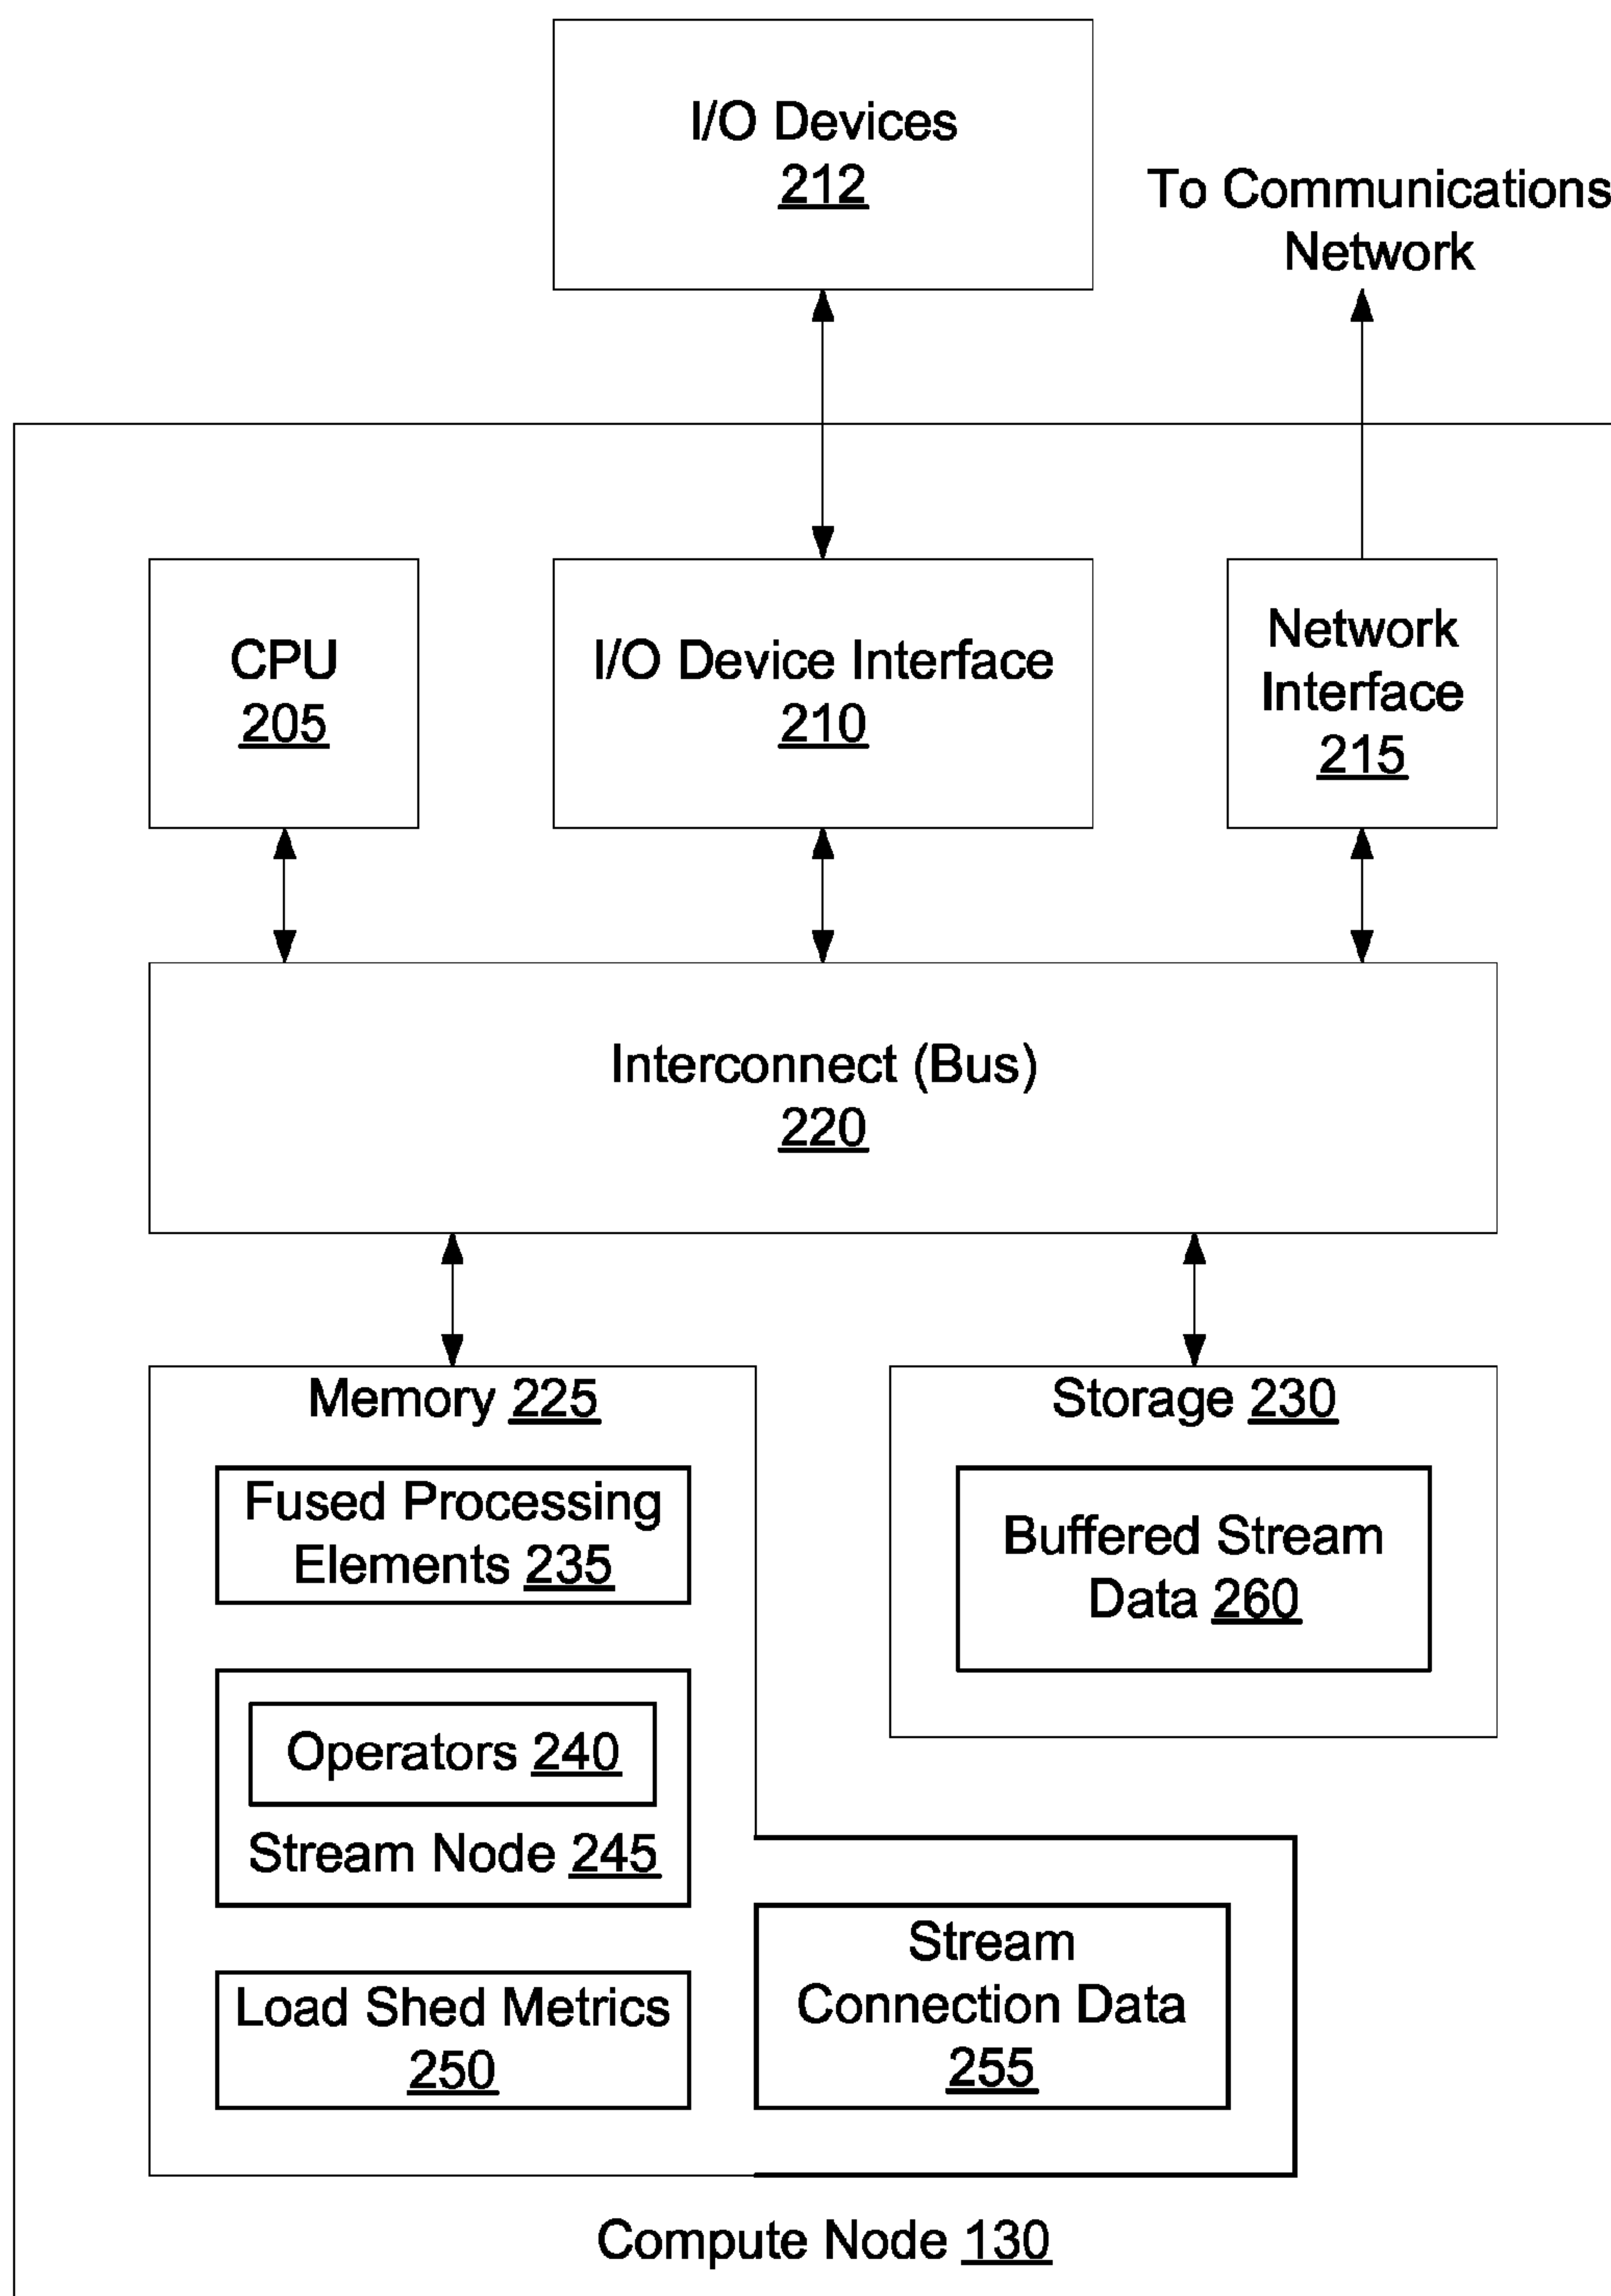 I/O Devices
212
To Communications
Network
CPU
205
I/O Device Interface
210
Network
Interface
215
Interconnect (Bus)
220
Memory 225
Storage 230
Fused Processing
Elements 235
Buffered Stream
Data 260
Operators 240
Stream Node 245
Load Shed Metrics
250
Stream
Connection Data
255
Compute Node 130